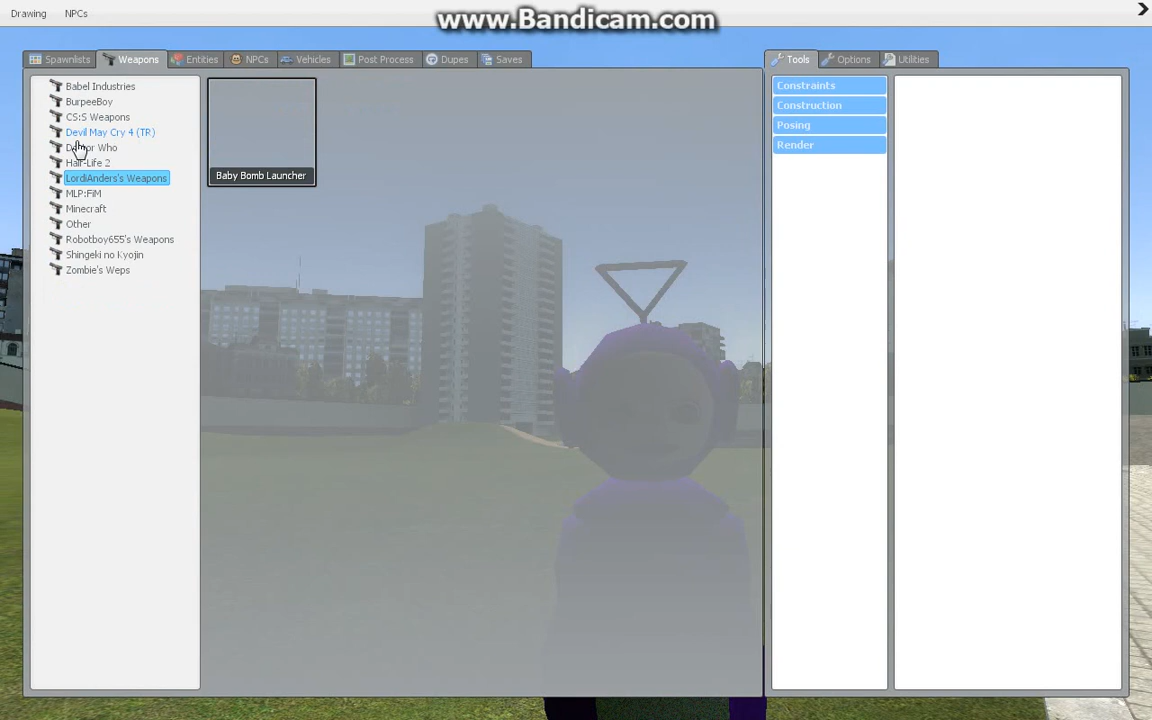 Drawing NPCs
www.Bandicam.com
Spawnlists Weapons Entities NPCs Vehicles Post Process Dupes Saves
Tools Options Utilities
Babel Industries
BurpeeBoy
CS:S Weapons
Devil May Cry 4 (TR)
Who
Half-Life 2
LordiAnders's Weapons
MLP:FiM
Minecraft
Other
Robotboy655's Weapons
Shingeki no Kyojin
Zombie's Weps
Baby Bomb Launcher
Constraints
Construction
Posing
Render